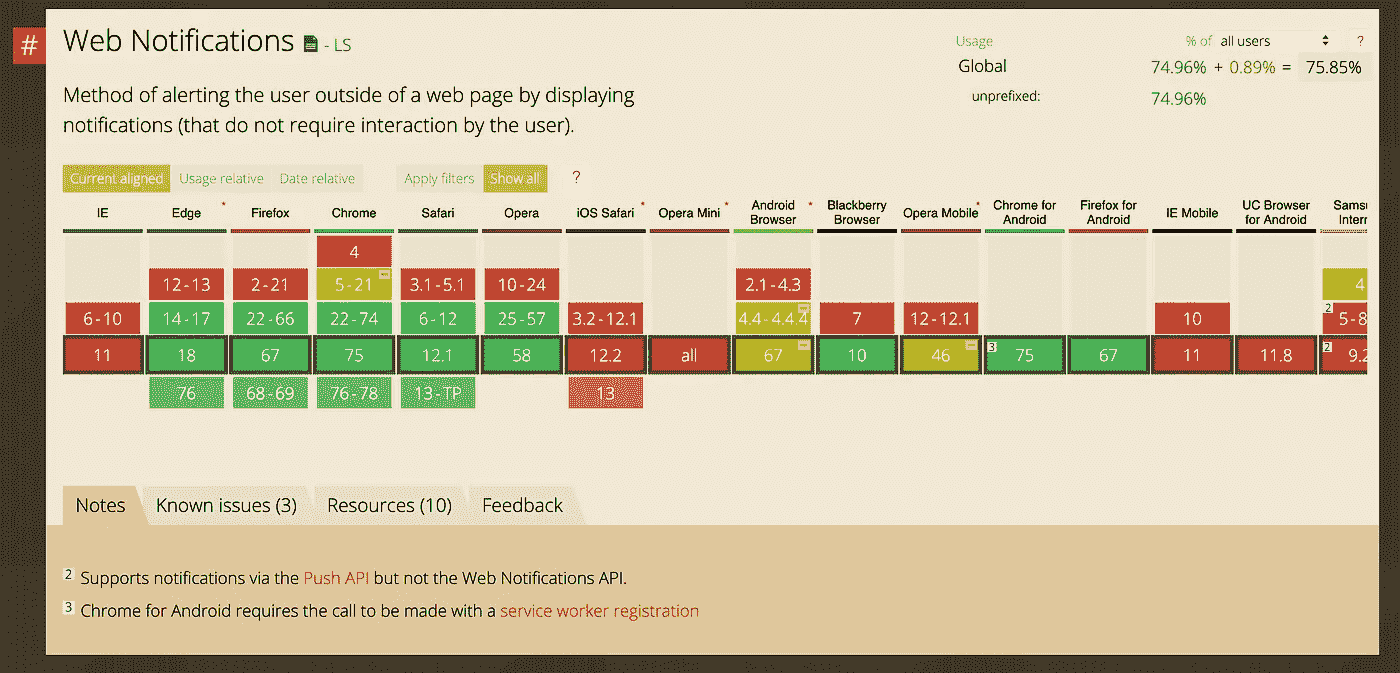 #
Web Notifications - LS
Usage % of all users ?
Global 74.96% + 0.89% = 75.85%
unprefixed: 74.96%
Method of alerting the user outside of a web page by displaying
notifications (that do not require interaction by the user).
Current aligned Usage relative Date relative Apply filters Show all ?
IE Edge * Firefox Chrome Safari Opera iOS Safari * Opera Mini * Android Browser * Blackberry Browser Opera Mobile * Chrome for Android Firefox for Android IE Mobile UC Browser for Android
4
12-13 2-21 5-21 3.1-5.1 10-24 2.1-4.3 4
6-10 14-17 22-66 22-74 6-12 25-57 3.2-12.1 4.4-4.4.4 7 12-12.1 10 2 5-8
11 18 67 75 12.1 58 12.2 all 67 10 46 3 75 67 11 11.8 2 9.2
76 68-69 76-78 13-TP 13
Notes Known issues (3) Resources (10) Feedback
2 Supports notifications via the Push API but not the Web Notifications API.
3 Chrome for Android requires the call to be made with a service worker registration